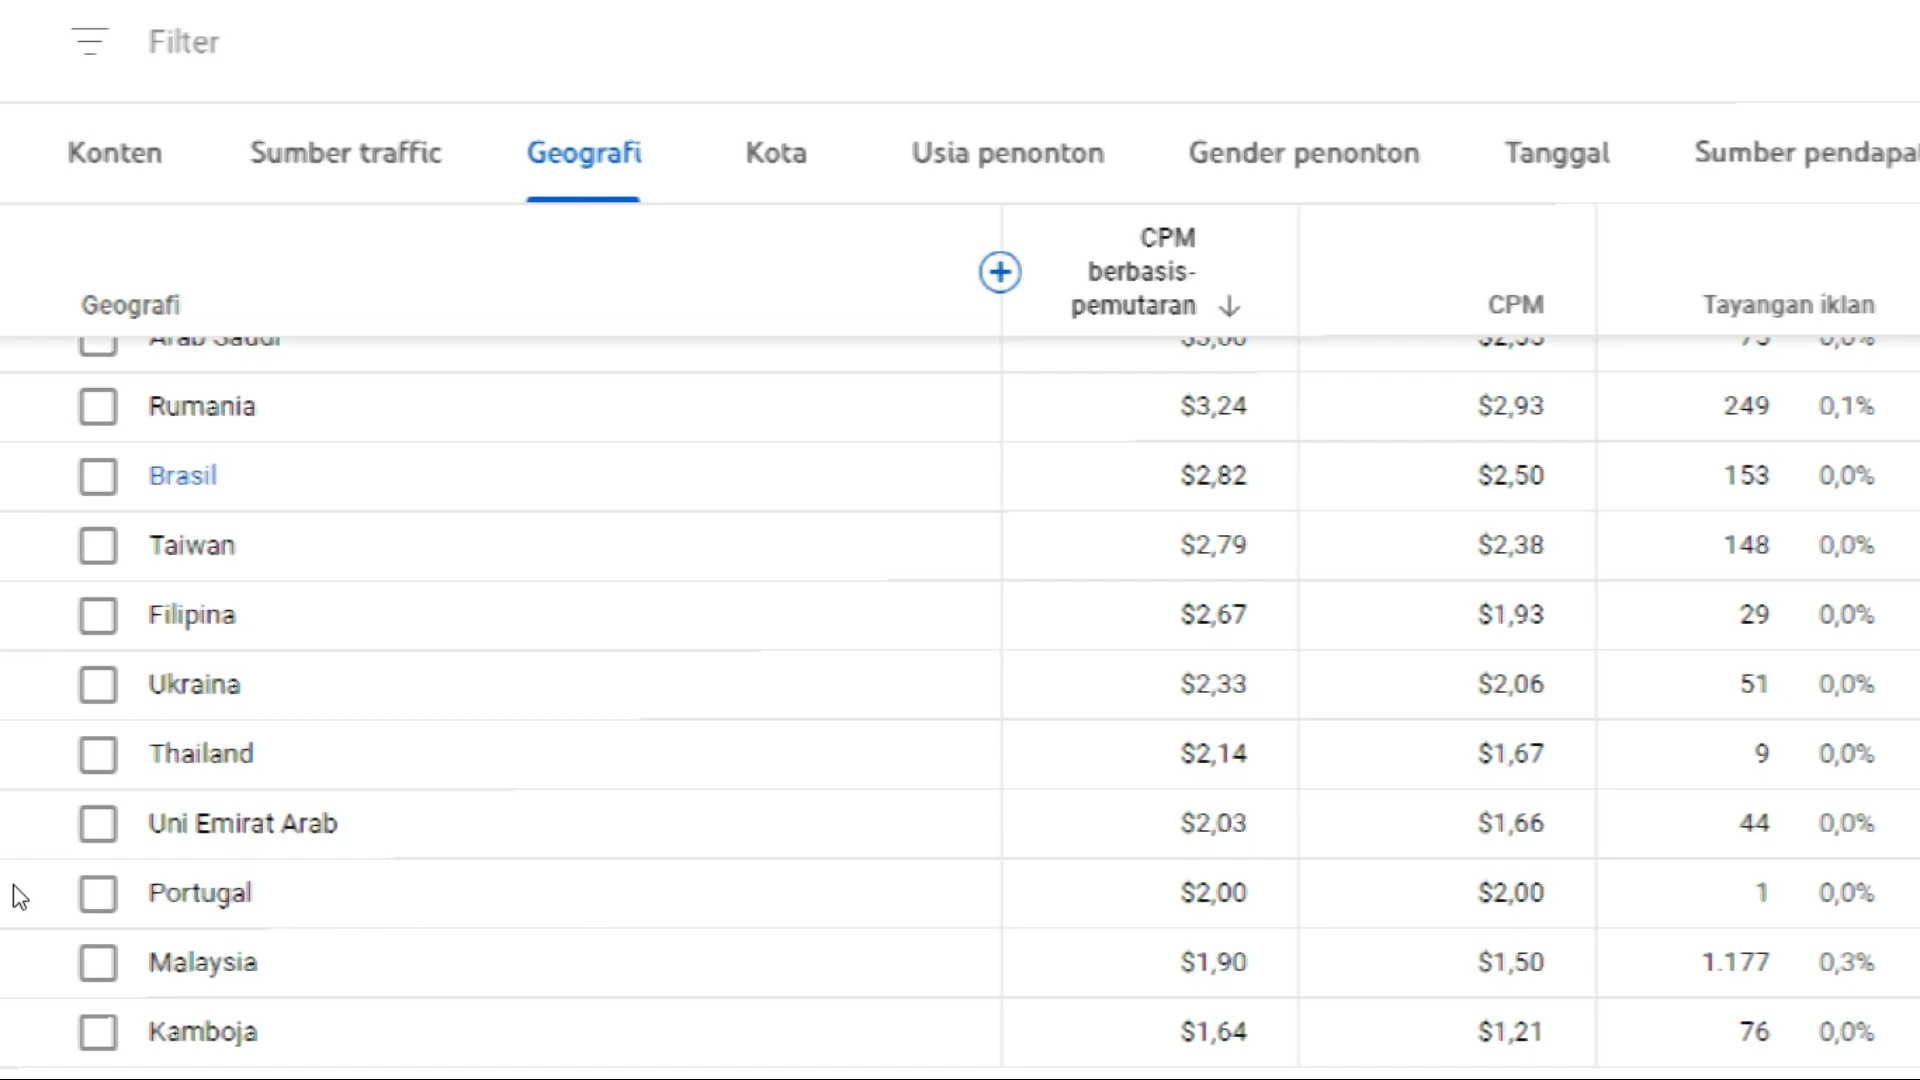 Filter
Konten Sumber traffic Geografi Kota Usia penonton Gender penonton Tanggal Sumber pendapat
Geografi CPM berbasis-pemutaran CPM Tayangan iklan
Arab Saudi
Rumania $3,24 $2,93 249 0,1%
Brasil $2,82 $2,50 153 0,0%
Taiwan $2,79 $2,38 148 0,0%
Filipina $2,67 $1,93 29 0,0%
Ukraina $2,33 $2,06 51 0,0%
Thailand $2,14 $1,67 9 0,0%
Uni Emirat Arab $2,03 $1,66 44 0,0%
Portugal $2,00 $2,00 1 0,0%
Malaysia $1,90 $1,50 1.177 0,3%
Kamboja $1,64 $1,21 76 0,0%